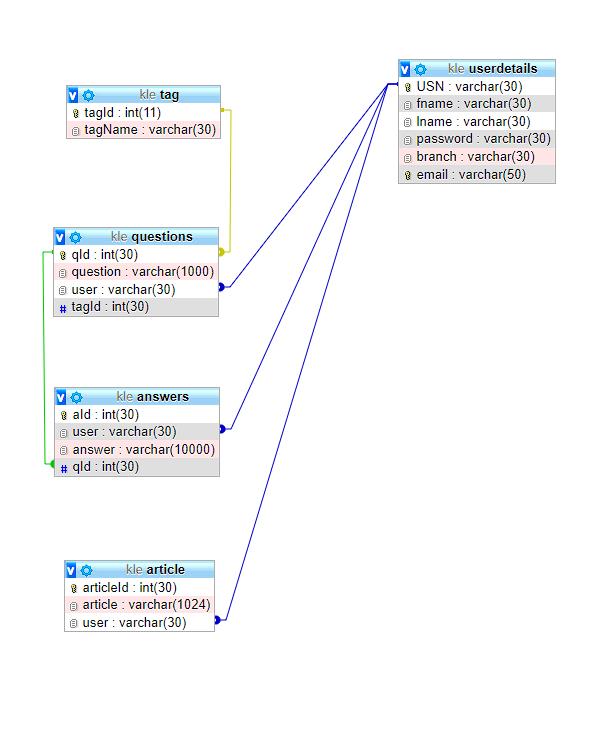 kle tag
tagId : int(11)
tagName : varchar(30)
kle userdetails
USN : varchar(30)
fname : varchar(30)
lname : varchar(30)
password : varchar(30)
branch : varchar(30)
email : varchar(50)
kle questions
qId : int(30)
question : varchar(1000)
user : varchar(30)
# tagId : int(30)
kle answers
aId : int(30)
user : varchar(30)
answer : varchar(10000)
# qId : int(30)
kle article
articleId : int(30)
article : varchar(1024)
user : varchar(30)